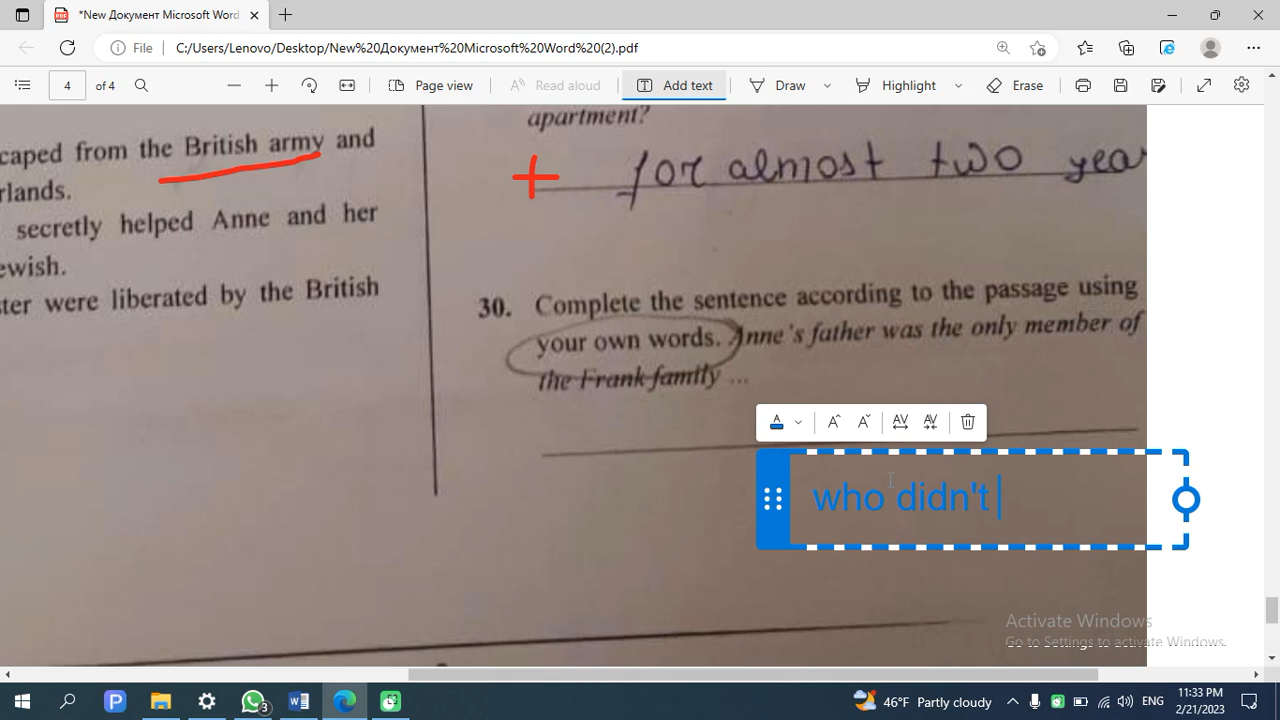 *New Документ Microsoft Word
File
C:/Users/Lenovo/Desktop/New%20Документ%20Microsoft%20Word%20(2).pdf
4 of 4
Page view
Read aloud
Add text
Draw
Highlight
Erase
caped from the British army and
rlands.
secretly helped Anne and her
ewish.
ster were liberated by the British
apartment?
+ for almost two yea
30. Complete the sentence according to the passage using
your own words. Anne's father was the only member of
the Frank family ...
who didn't
Activate Windows
Go to Settings to activate Windows.
3
46°F Partly cloudy
ENG
11:33 PM
2/21/2023